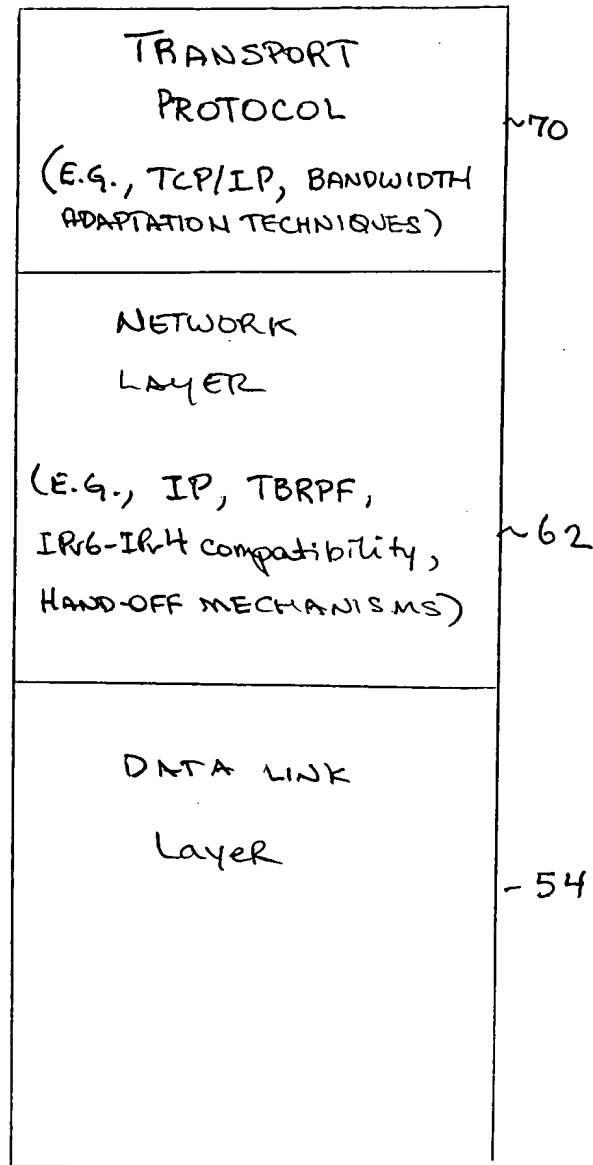 TRANSPORT
PROTOCOL
~70
(E.G., TCP/IP, BANDWIDTH
ADAPTATION TECHNIQUES)
NETWORK
LAYER
(E.G., IP, TBRPF,
IPv6-IPv4 compatibility,
~62
HAND-OFF MECHANISMS)
DATA LINK
LayeR
-54